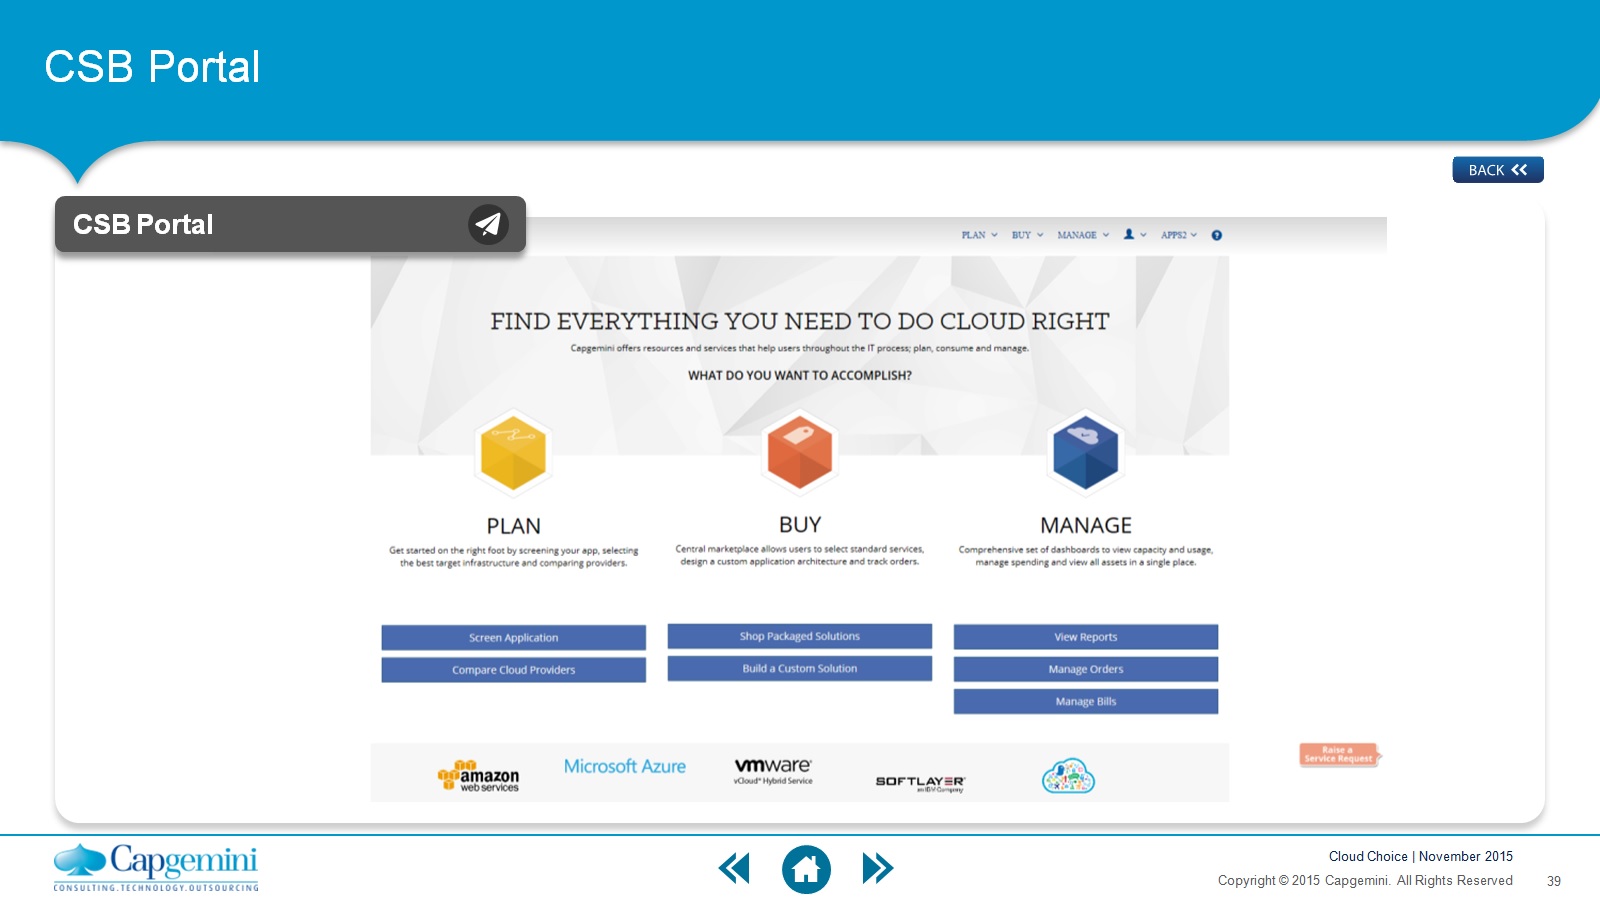 CSB Portal
BACK
CSB Portal
PLAN BUY MANAGE APPS2 ?
FIND EVERYTHING YOU NEED TO DO CLOUD RIGHT
Capgemini offers resources and services that help users throughout the IT process; plan, consume and manage.
WHAT DO YOU WANT TO ACCOMPLISH?
PLAN
Get started on the right foot by screening your app, selecting
the best target infrastructure and comparing providers.
Screen Application
Compare Cloud Providers
BUY
Central marketplace allows users to select standard services,
design a custom application architecture and track orders.
Shop Packaged Solutions
Build a Custom Solution
MANAGE
Comprehensive set of dashboards to view capacity and usage,
manage spending and view all assets in a single place.
View Reports
Manage Orders
Manage Bills
amazon
web services
Microsoft Azure
vmware
vCloud® Hybrid Service
SOFTLAYER
an IBM Company
Raise a
Service Request
Capgemini
CONSULTING.TECHNOLOGY.OUTSOURCING
Cloud Choice | November 2015
Copyright © 2015 Capgemini. All Rights Reserved
39